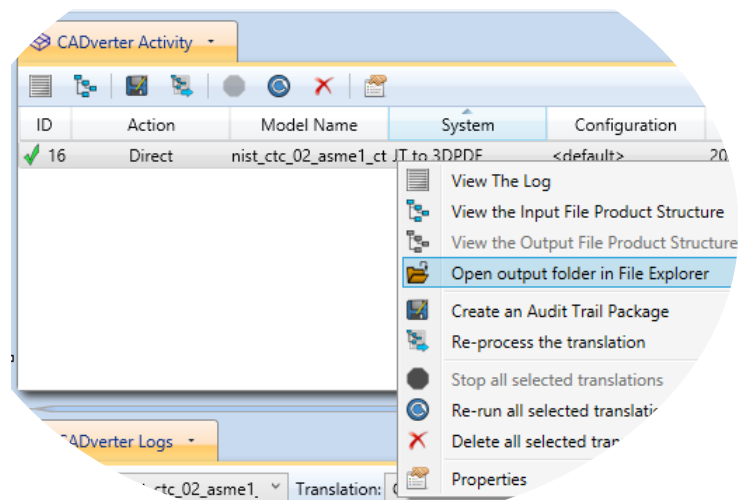 CADverter Activity
ID Action Model Name System Configuration
16 Direct nist_ctc_02_asme1_ct JT to 3DPDF <default> 20
View The Log
View the Input File Product Structure
View the Output File Product Structure
Open output folder in File Explorer
Create an Audit Trail Package
Re-process the translation
Stop all selected translations
Re-run all selected
Delete all selected
CADverter Logs
ctc_02_asme1_ Translation:
Properties